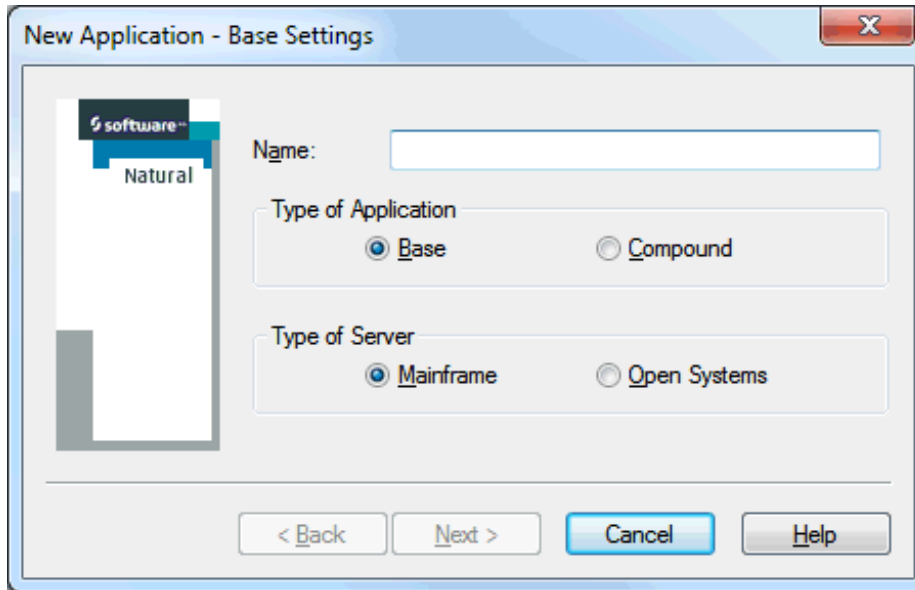 New Application - Base Settings
X
software™
Natural
Name:
Type of Application
Base Compound
Type of Server
Mainframe Open Systems
< Back Next > Cancel Help